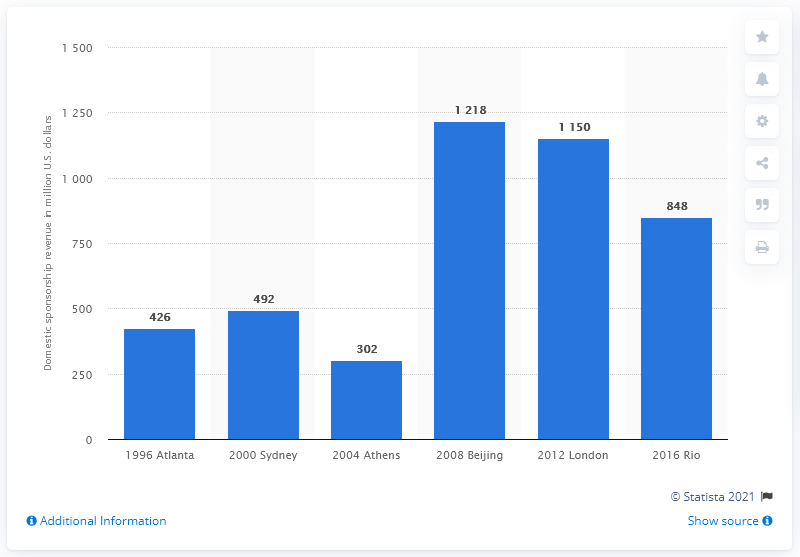 Domestic sponsorship revenue in million U.S. dollars
1 500
1 250
1 000
750
500
250
0
426
492
302
1 218
1 150
848
1996 Atlanta
2000 Sydney
2004 Athens
2008 Beijing
2012 London
2016 Rio
© Statista 2021
Additional Information
Show source